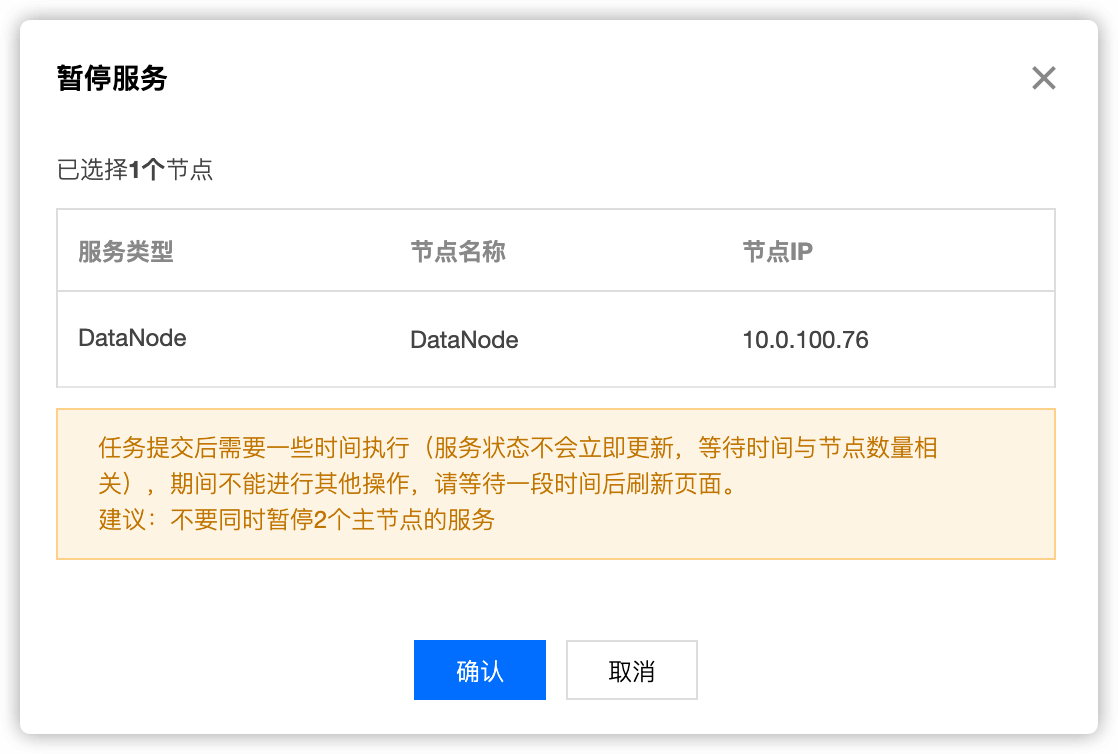 暂停服务
已选择1个节点
服务类型 节点名称 节点IP
DataNode DataNode 10.0.100.76
任务提交后需要一些时间执行（服务状态不会立即更新，等待时间与节点数量相
关），期间不能进行其他操作，请等待一段时间后刷新页面。
建议：不要同时暂停2个主节点的服务
确认 取消